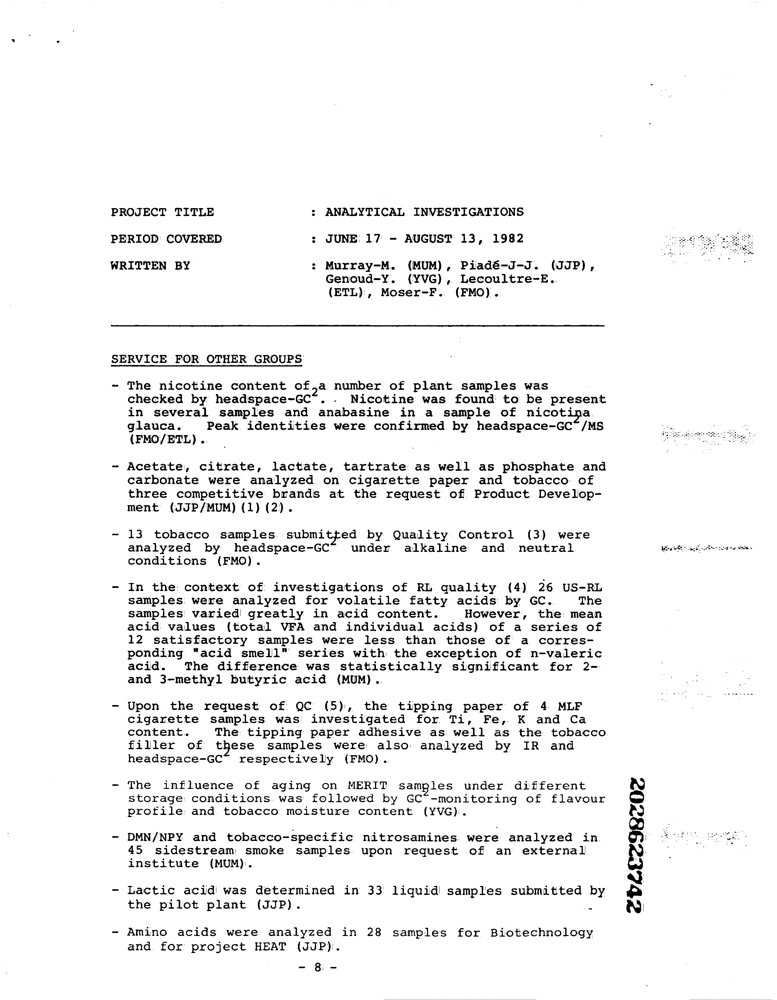 PROJECT TITLE : ANALYTICAL INVESTIGATIONS
PERIOD COVERED : JUNE 17 - AUGUST 13, 1982
WRITTEN BY : Murray-M. (MUM), Piadé-J-J. (JJP),
Genoud-Y. (YVG), Lecoultre-E.
(ETL), Moser-F. (FMO).
SERVICE FOR OTHER GROUPS
- The nicotine content of a number of plant samples was
checked by headspace-GC². Nicotine was found to be present
in several samples and anabasine in a sample of nicotina
glauca. Peak identities were confirmed by headspace-GC²/MS
(FMO/ETL).
- Acetate, citrate, lactate, tartrate as well as phosphate and
carbonate were analyzed on cigarette paper and tobacco of
three competitive brands at the request of Product Develop-
ment (JJP/MUM)(1)(2).
- 13 tobacco samples submitted by Quality Control (3) were
analyzed by headspace-GC² under alkaline and neutral
conditions (FMO).
- In the context of investigations of RL quality (4) 26 US-RL
samples were analyzed for volatile fatty acids by GC. The
samples varied greatly in acid content. However, the mean
acid values (total VFA and individual acids) of a series of
12 satisfactory samples were less than those of a corres-
ponding "acid smell" series with the exception of n-valeric
acid. The difference was statistically significant for 2-
and 3-methyl butyric acid (MUM).
- Upon the request of QC (5), the tipping paper of 4 MLF
cigarette samples was investigated for Ti, Fe, K and Ca
content. The tipping paper adhesive as well as the tobacco
filler of these samples were also analyzed by IR and
headspace-GC² respectively (FMO).
- The influence of aging on MERIT samples under different
storage conditions was followed by GC²-monitoring of flavour
profile and tobacco moisture content (YVG).
- DMN/NPY and tobacco-specific nitrosamines were analyzed in
45 sidestream smoke samples upon request of an external
institute (MUM).
- Lactic acid was determined in 33 liquid samples submitted by
the pilot plant (JJP).
- Amino acids were analyzed in 28 samples for Biotechnology
and for project HEAT (JJP).
- 8 -
2028623742